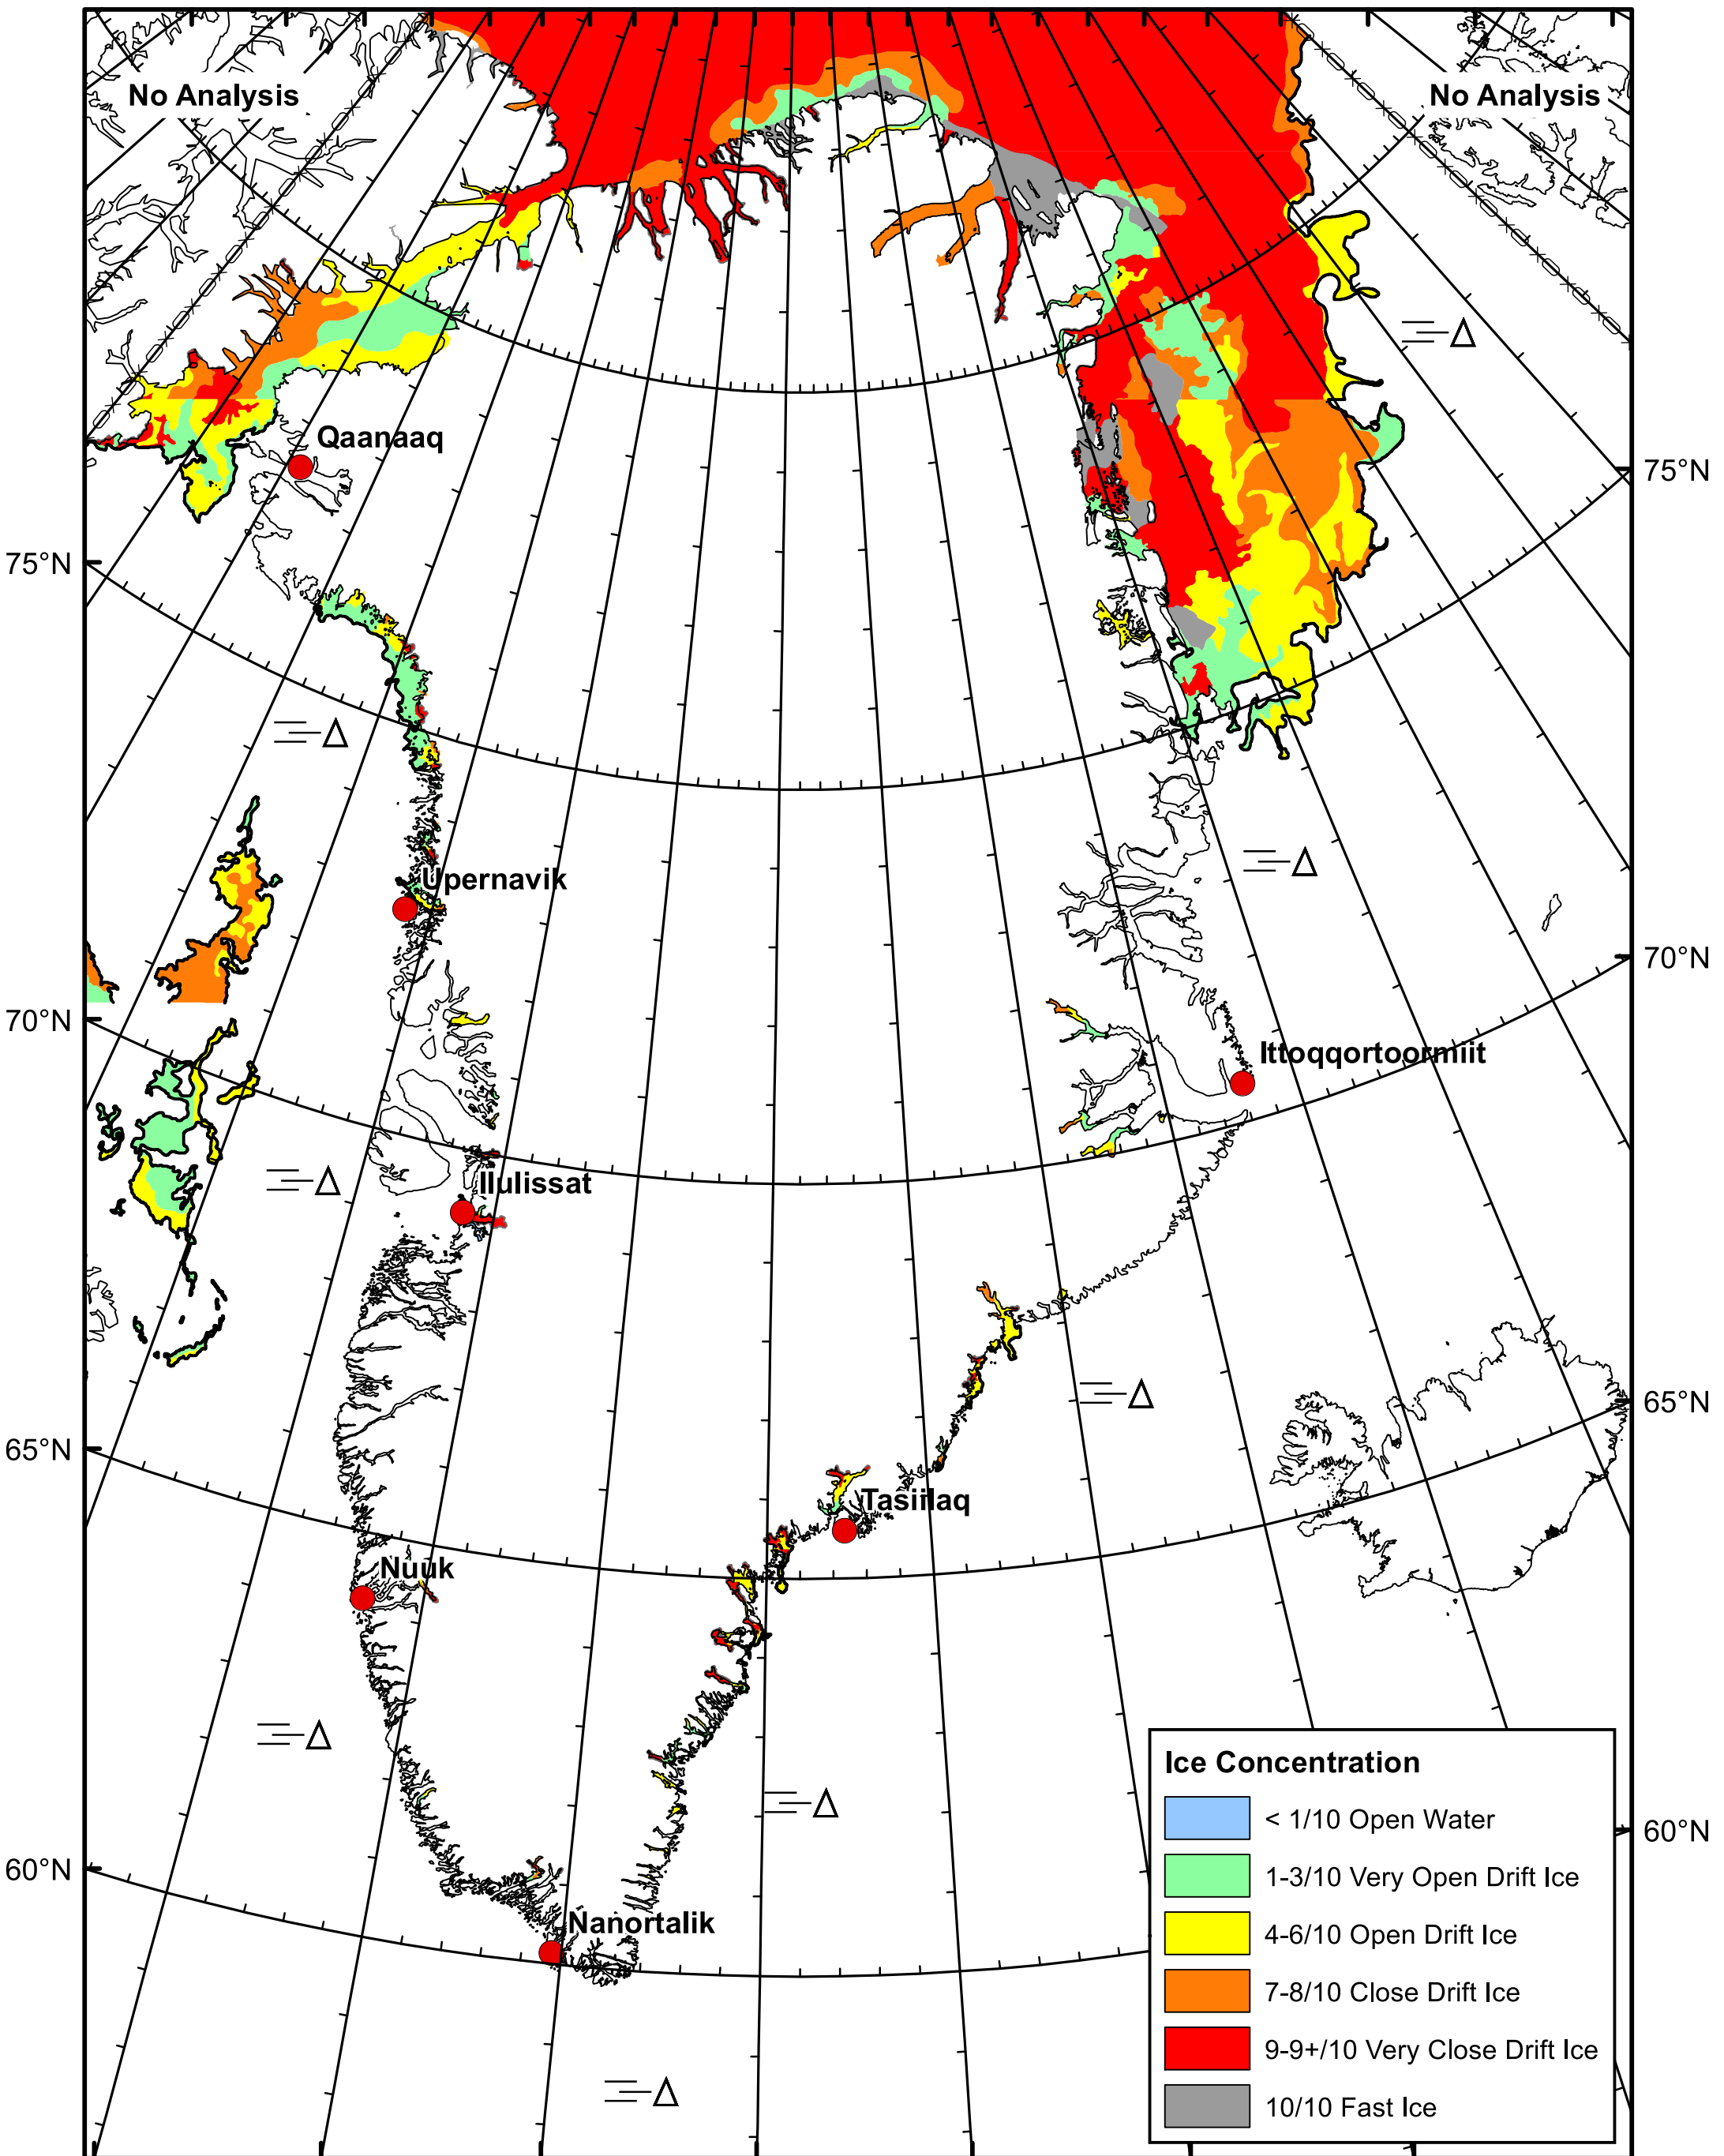 No Analysis
No Analysis
Qaanaaq
75°N
75°N
Upernavik
70°N
70°N
Ittoqqortoormiit
Ilulissat
65°N
65°N
Tasiilaq
Nuuk
60°N
60°N
Nanortalik
Ice Concentration
< 1/10 Open Water
1-3/10 Very Open Drift Ice
4-6/10 Open Drift Ice
7-8/10 Close Drift Ice
9-9+/10 Very Close Drift Ice
10/10 Fast Ice